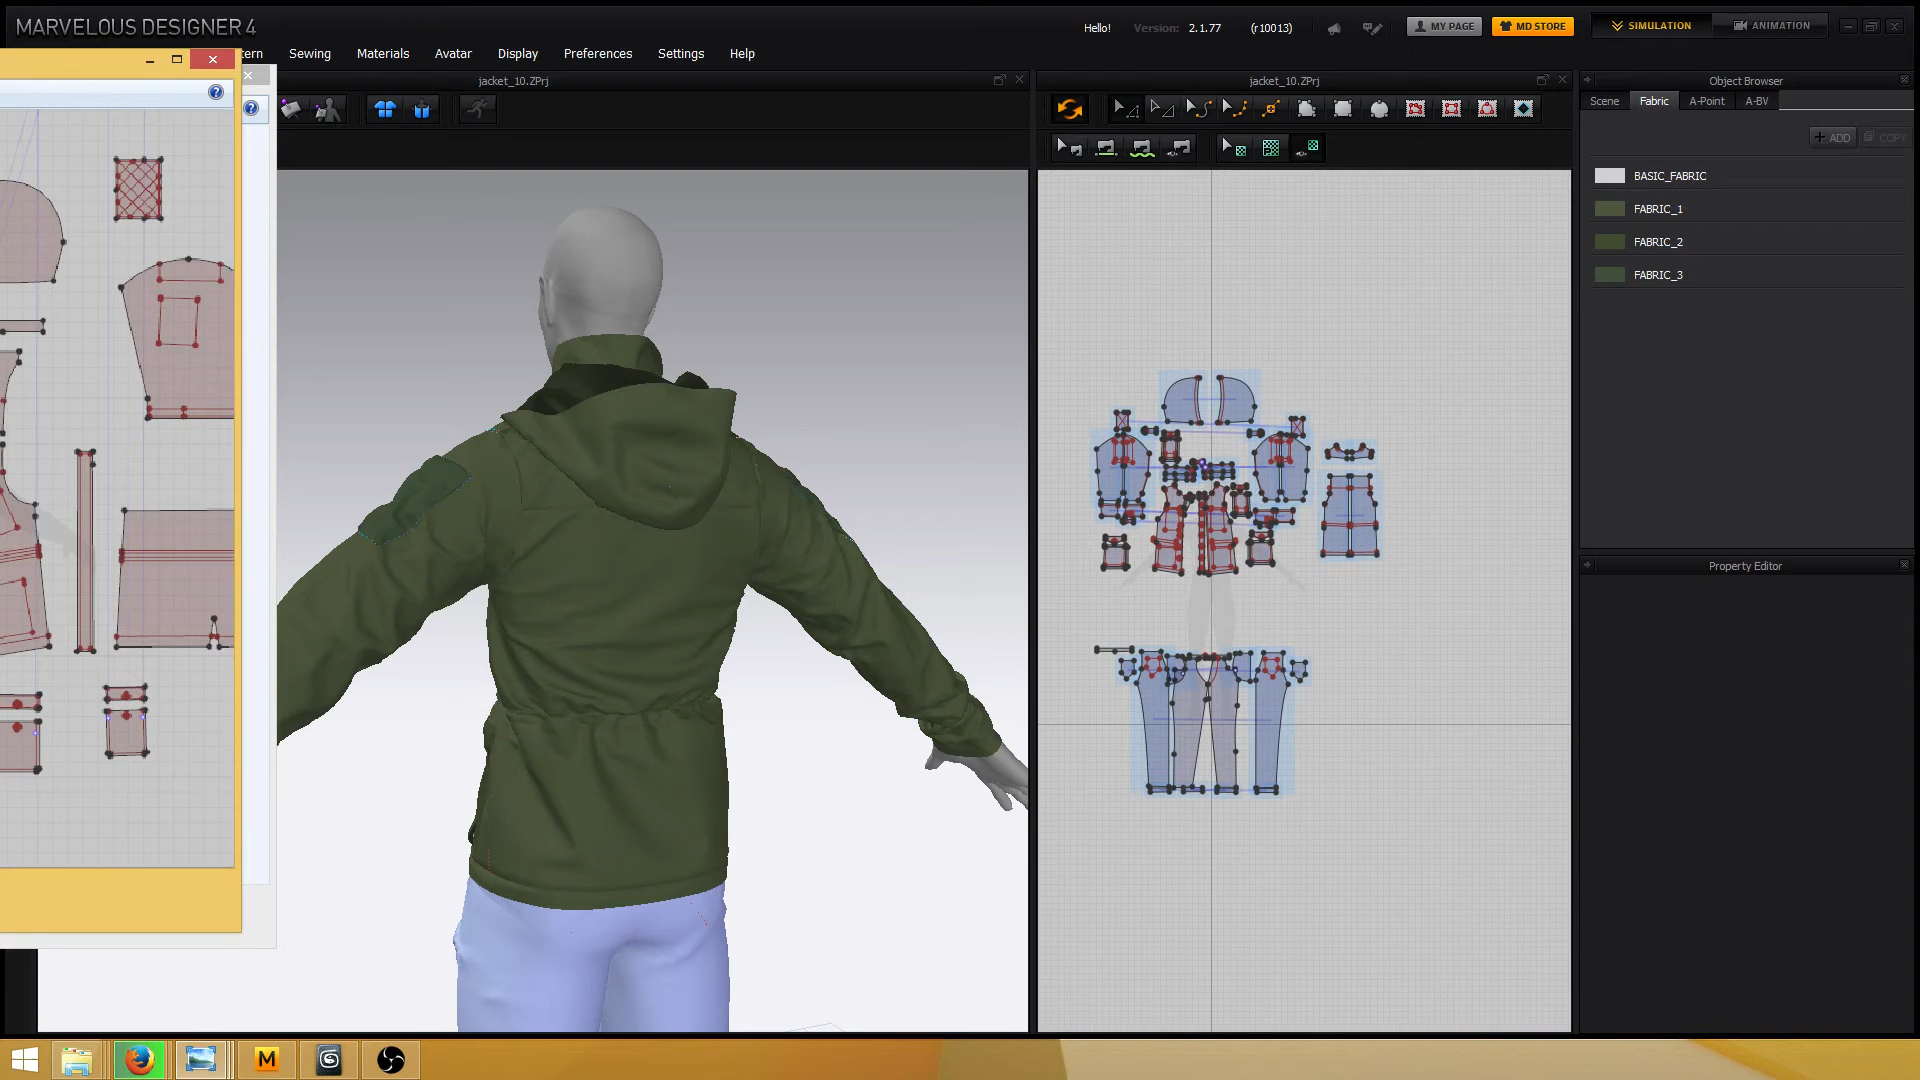 MARVELOUS DESIGNER 4
Hello! Version: 2.1.77 (r10013) MY PAGE MD STORE SIMULATION ANIMATION
tern Sewing Materials Avatar Display Preferences Settings Help
jacket_10.ZPrj jacket_10.ZPrj Object Browser
Scene Fabric A-Point A-BV
+ ADD COPY
BASIC_FABRIC
FABRIC_1
FABRIC_2
FABRIC_3
Property Editor